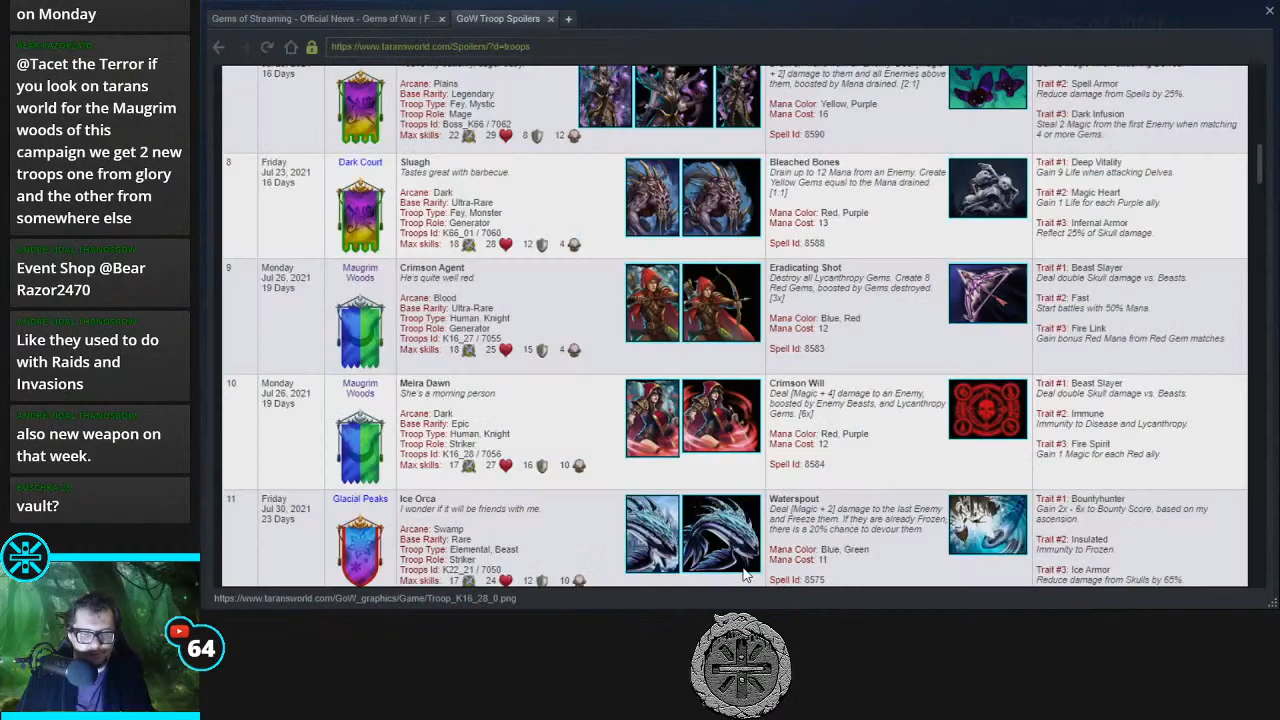 on Monday
BEAR RAZOR2470
@Tacet the Terror if
you look on tarans
world for the Maugrim
woods of this
campaign we get 2 new
troops one from glory
and the other from
somewhere else
ANDRE VIDAL THANOSGOW
Event Shop @Bear
Razor2470
ANDRE VIDAL THANOSGOW
Like they used to do
with Raids and
Invasions
ANDRE VIDAL THANOSGOW
also new weapon on
that week.
vault?
64
Gems of Streaming - Official News - Gems of War | F...
GoW Troop Spoilers
https://www.taransworld.com/Spoilers/?d=troops
16 Days
Arcane: Plains
Base Rarity: Legendary
Troop Type: Fey, Mystic
Troop Role: Mage
Troops Id: Boss_K66 / 7062
Max skills: 22 29 8 12
+ 2] damage to them and all Enemies above
them, boosted by Mana drained. [2:1]
Mana Color: Yellow, Purple
Mana Cost: 16
Spell Id: 8590
Trait #2: Spell Armor
Reduce damage from Spells by 25%.
Trait #3: Dark Infusion
Steal 2 Magic from the first Enemy when matching
4 or more Gems.
8
Friday
Jul 23, 2021
16 Days
Dark Court
Sluagh
Tastes great with barbecue.
Arcane: Dark
Base Rarity: Ultra-Rare
Troop Type: Fey, Monster
Troop Role: Generator
Troops Id: K66_01 / 7060
Max skills: 18 28 12 4
Bleached Bones
Drain up to 12 Mana from an Enemy. Create
Yellow Gems equal to the Mana drained.
[1:1]
Mana Color: Red, Purple
Mana Cost: 13
Spell Id: 8588
Trait #1: Deep Vitality
Gain 9 Life when attacking Delves.
Trait #2: Magic Heart
Gain 1 Life for each Purple ally.
Trait #3: Infernal Armor
Reflect 25% of Skull damage.
9
Monday
Jul 26, 2021
19 Days
Maugrim
Woods
Crimson Agent
He's quite well red.
Arcane: Blood
Base Rarity: Ultra-Rare
Troop Type: Human, Knight
Troop Role: Generator
Troops Id: K16_27 / 7055
Max skills: 18 25 15 4
Eradicating Shot
Destroy all Lycanthropy Gems. Create 8
Red Gems, boosted by Gems destroyed.
[3x]
Mana Color: Blue, Red
Mana Cost: 12
Spell Id: 8583
Trait #1: Beast Slayer
Deal double Skull damage vs. Beasts.
Trait #2: Fast
Start battles with 50% Mana.
Trait #3: Fire Link
Gain bonus Red Mana from Red Gem matches.
10
Monday
Jul 26, 2021
19 Days
Maugrim
Woods
Meira Dawn
She's a morning person
Arcane: Dark
Base Rarity: Epic
Troop Type: Human, Knight
Troop Role: Striker
Troops Id: K16_28 / 7056
Max skills: 17 27 16 10
Crimson Will
Deal [Magic + 4] damage to an Enemy,
boosted by Enemy Beasts, and Lycanthropy
Gems. [6x]
Mana Color: Red, Purple
Mana Cost: 12
Spell Id: 8584
Trait #1: Beast Slayer
Deal double Skull damage vs. Beasts.
Trait #2: Immune
Immunity to Disease and Lycanthropy.
Trait #3: Fire Spirit
Gain 1 Magic for each Red ally.
11
Friday
Jul 30, 2021
23 Days
Glacial Peaks
Ice Orca
I wonder if it will be friends with me.
Arcane: Swamp
Base Rarity: Rare
Troop Type: Elemental, Beast
Troop Role: Striker
Troops Id: K22_21 / 7050
Max skills: 17 24 12 10
Waterspout
Deal [Magic + 2] damage to the last Enemy
and Freeze them. If they are already Frozen,
there is a 20% chance to devour them.
Mana Color: Blue, Green
Mana Cost: 11
Spell Id: 8575
Trait #1: Bountyhunter
Gain 2x - 6x to Bounty Score, based on my
ascension.
Trait #2: Insulated
Immunity to Frozen.
Trait #3: Ice Armor
Reduce damage from Skulls by 65%.
https://www.taransworld.com/GoW_graphics/Game/Troop_K16_28_0.png